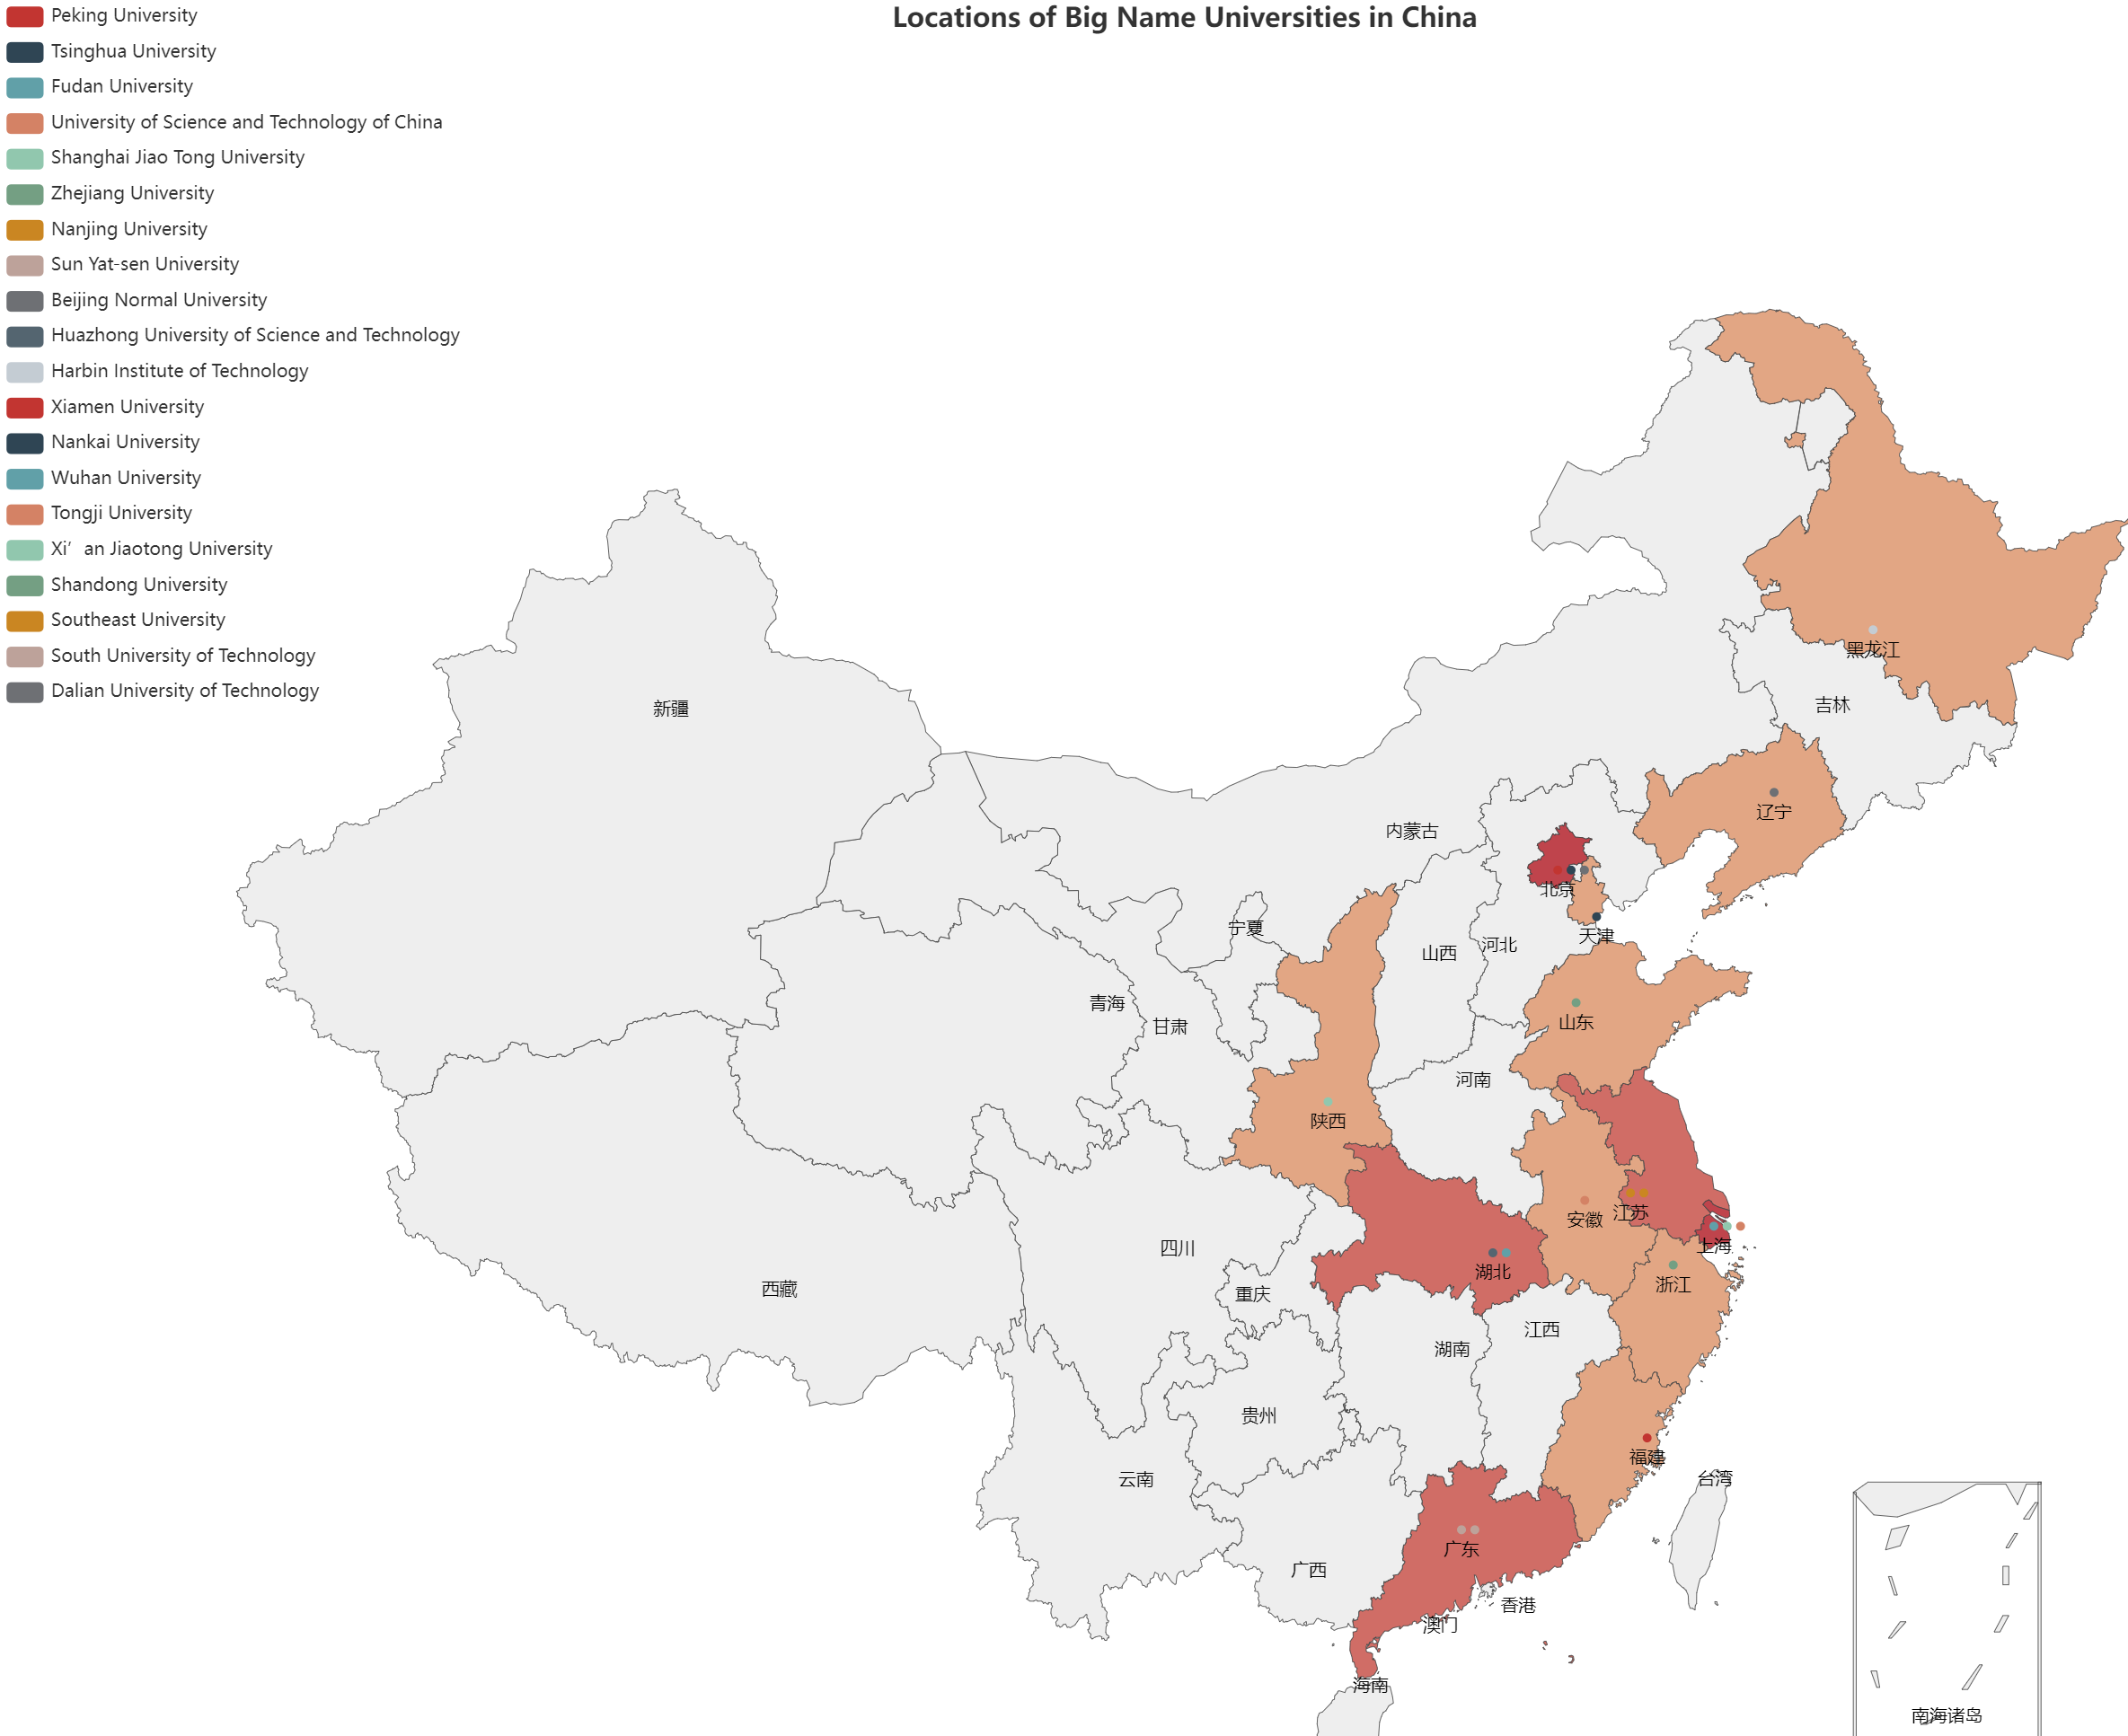 Locations of Big Name Universities in China
Peking University
Tsinghua University
Fudan University
University of Science and Technology of China
Shanghai Jiao Tong University
Zhejiang University
Nanjing University
Sun Yat-sen University
Beijing Normal University
Huazhong University of Science and Technology
Harbin Institute of Technology
Xiamen University
Nankai University
Wuhan University
Tongji University
Xi’an Jiaotong University
Shandong University
Southeast University
South University of Technology
Dalian University of Technology
黑龙江
吉林
新疆
辽宁
内蒙古
北京
宁夏
天津
山西
河北
青海
甘肃
山东
河南
陕西
安徽
江苏
四川
上海
湖北
西藏
重庆
浙江
江西
湖南
贵州
福建
云南
台湾
广东
广西
香港
澳门
海南
南海诸岛